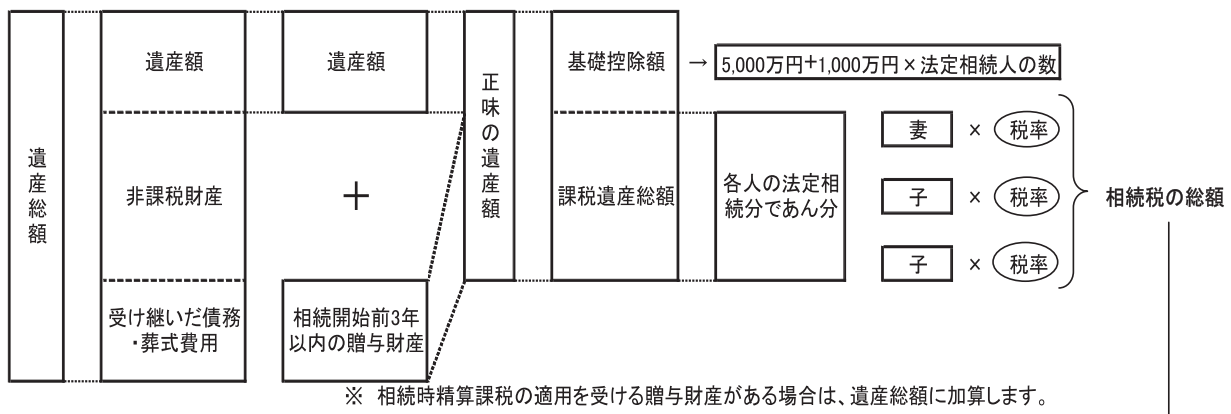 遺産総額
遺産額
非課税財産
受け継いだ債務
・葬式費用
遺産額
＋
相続開始前3年
以内の贈与財産
正味の遺産額
基礎控除額
→ 5,000万円+1,000万円×法定相続人の数
課税遺産総額
各人の法定相
続分であん分
妻 × 税率
子 × 税率
子 × 税率
相続税の総額
※ 相続時精算課税の適用を受ける贈与財産がある場合は、遺産総額に加算します。